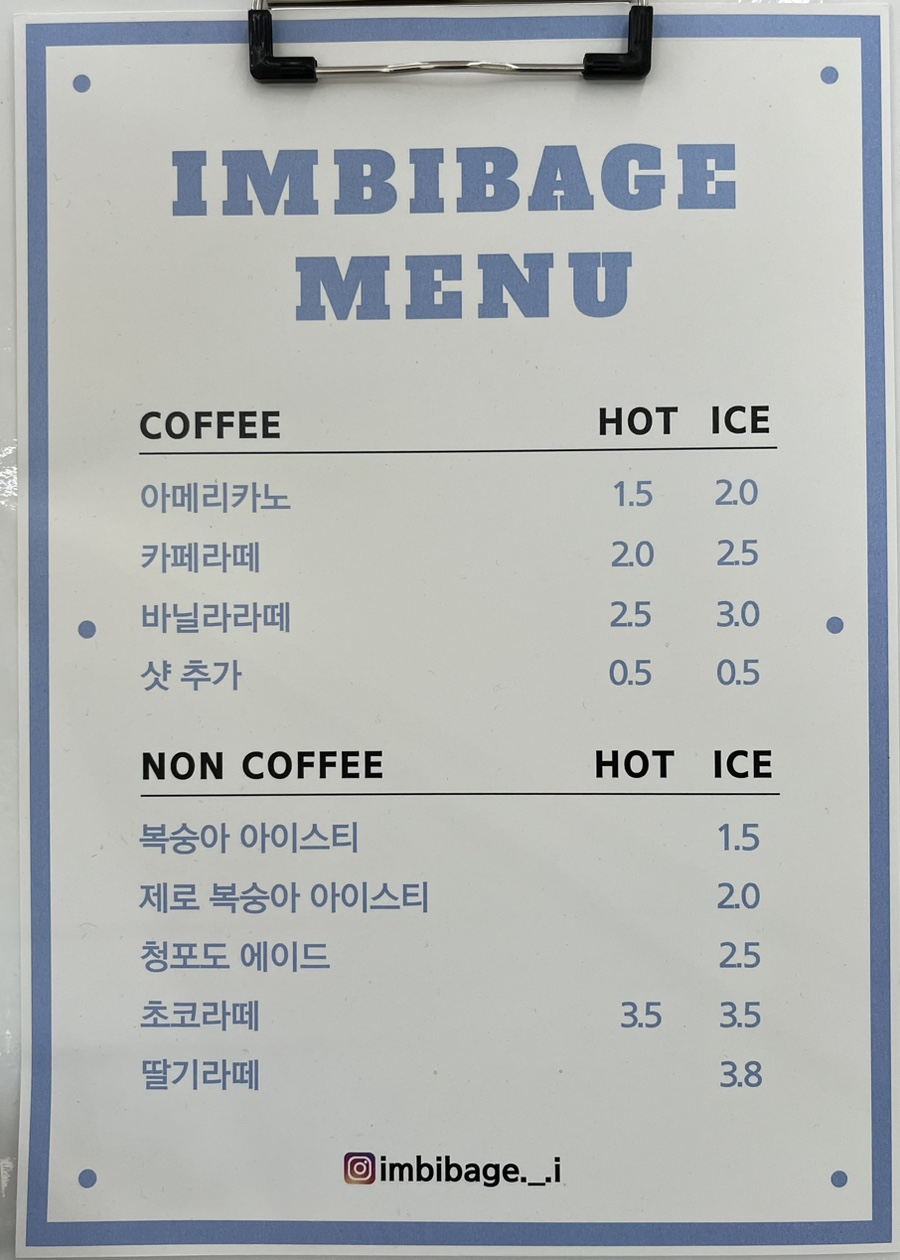 IMBIBAGE
MENU
COFFEE HOT ICE
아메리카노 1.5 2.0
카페라떼 2.0 2.5
바닐라라떼 2.5 3.0
샷 추가 0.5 0.5
NON COFFEE HOT ICE
복숭아 아이스티 1.5
제로 복숭아 아이스티 2.0
청포도 에이드 2.5
초코라떼 3.5 3.5
딸기라떼 3.8
imbibage._.i